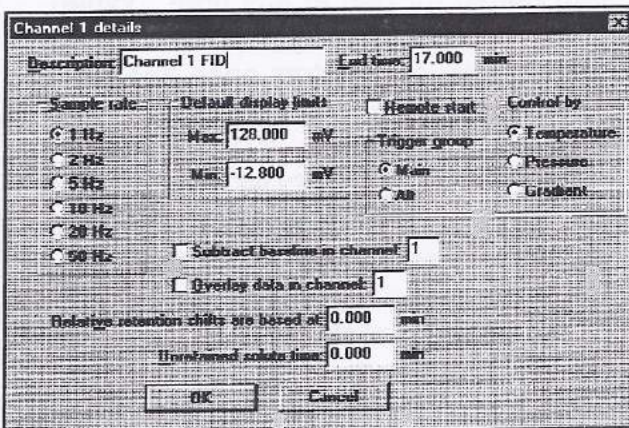 Channel 1 details
Description: Channel 1 FID End time: 17.000 min
Sample rate
1 Hz
2 Hz
5 Hz
10 Hz
20 Hz
50 Hz
Default display limits
Max: 128.000 mV
Min: -12.800 mV
Remote start
Trigger group
Main
Alt
Control by
Temperature
Pressure
Gradient
Subtract baseline in channel: 1
Overlay data in channel: 1
Relative retention shifts are based at: 0.000 min
Unretained solute time: 0.000 min
OK Cancel